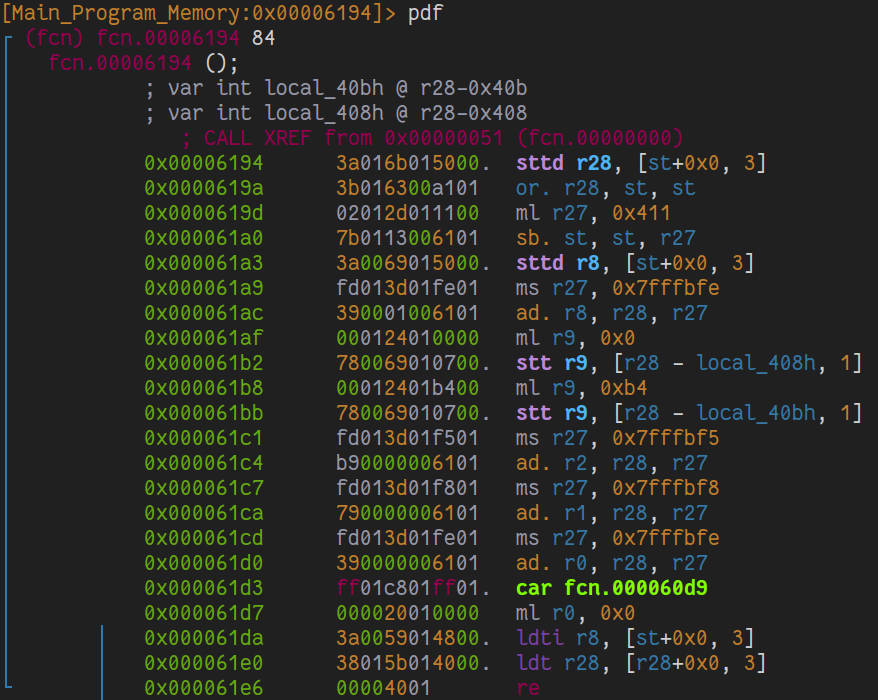 [Main_Program_Memory:0x00006194]> pdf
(fcn) fcn.00006194 84
fcn.00006194 ();
; var int local_40bh @ r28-0x40b
; var int local_408h @ r28-0x408
; CALL XREF from 0x00000051 (fcn.00000000)
0x00006194 3a016b015000. sttd r28, [st+0x0, 3]
0x0000619a 3b016300a101 or. r28, st, st
0x0000619d 02012d011100 ml r27, 0x411
0x000061a0 7b0113006101 sb. st, st, r27
0x000061a3 3a0069015000. sttd r8, [st+0x0, 3]
0x000061a9 fd013d01fe01 ms r27, 0x7fffbfe
0x000061ac 390001006101 ad. r8, r28, r27
0x000061af 000124010000 ml r9, 0x0
0x000061b2 780069010700. stt r9, [r28 - local_408h, 1]
0x000061b8 00012401b400 ml r9, 0xb4
0x000061bb 780069010700. stt r9, [r28 - local_40bh, 1]
0x000061c1 fd013d01f501 ms r27, 0x7fffbf5
0x000061c4 b90000006101 ad. r2, r28, r27
0x000061c7 fd013d01f801 ms r27, 0x7fffbf8
0x000061ca 790000006101 ad. r1, r28, r27
0x000061cd fd013d01fe01 ms r27, 0x7fffbfe
0x000061d0 390000006101 ad. r0, r28, r27
0x000061d3 ff01c801ff01. car fcn.000060d9
0x000061d7 000020010000 ml r0, 0x0
0x000061da 3a0059014800. ldti r8, [st+0x0, 3]
0x000061e0 38015b014000. ldt r28, [r28+0x0, 3]
0x000061e6 00004001 re